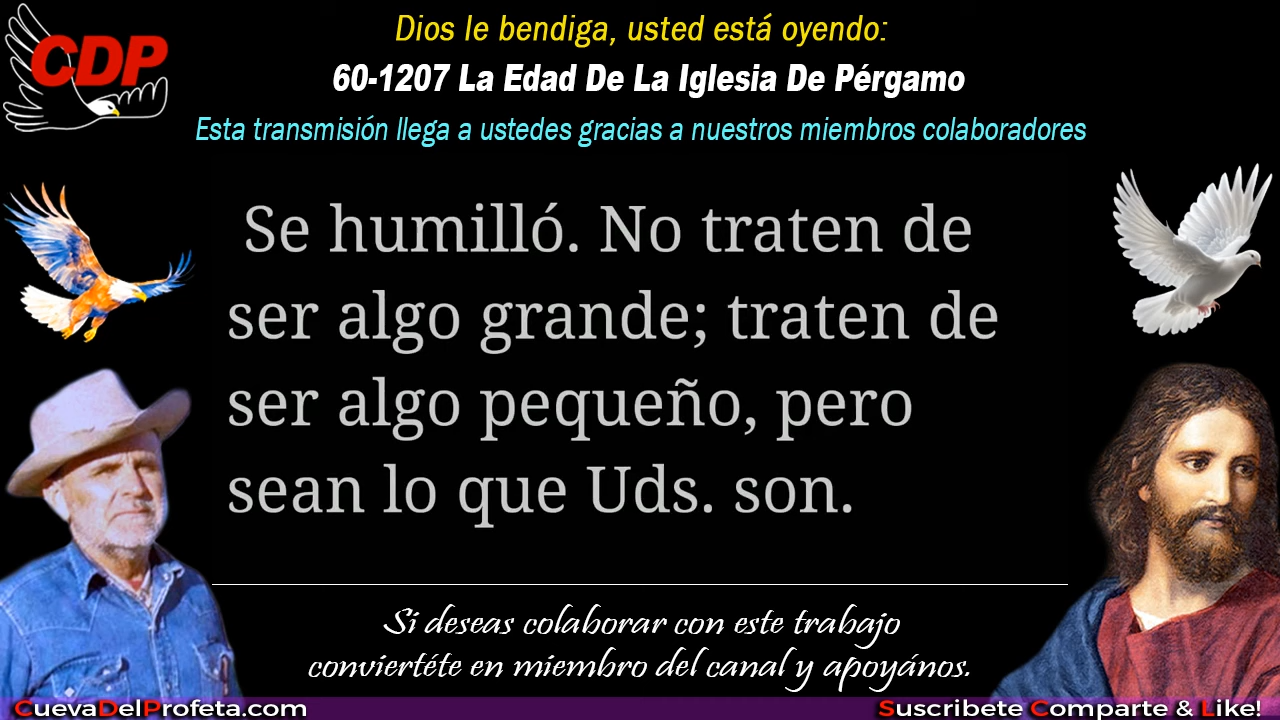 CDP
Dios le bendiga, usted está oyendo:
60-1207 La Edad De La Iglesia De Pérgamo
Esta transmisión llega a ustedes gracias a nuestros miembros colaboradores
Se humilló. No traten de
ser algo grande; traten de
ser algo pequeño, pero
sean lo que Uds. son.
Si deseas colaborar con este trabajo
conviertéte en miembro del canal y apoyános.
CuevaDelProfeta.com
Suscribete Comparte & Like!